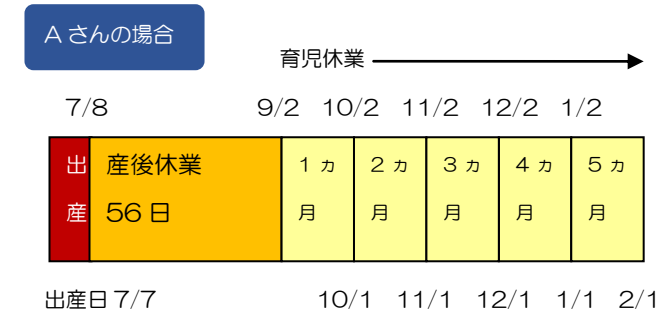 Aさんの場合
育児休業
7/8 9/2 10/2 11/2 12/2 1/2
出産
産後休業
56日
1カ月
2カ月
3カ月
4カ月
5カ月
出産日7/7 10/1 11/1 12/1 1/1 2/1